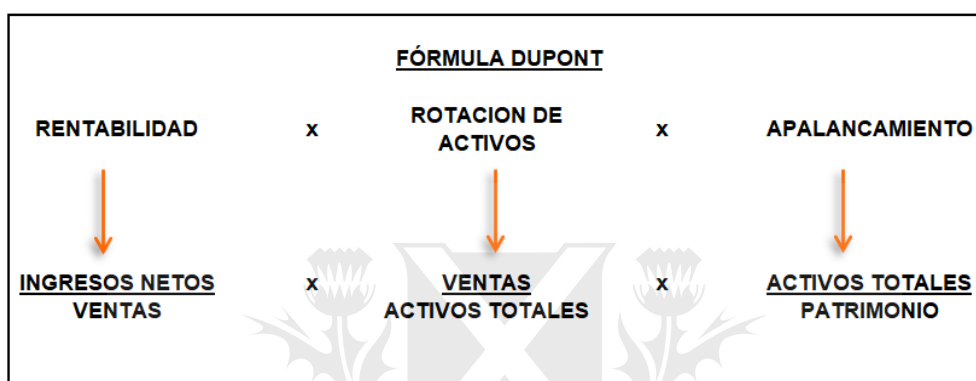 FÓRMULA DUPONT
RENTABILIDAD x ROTACION DE ACTIVOS x APALANCAMIENTO
INGRESOS NETOS x VENTAS x ACTIVOS TOTALES
VENTAS ACTIVOS TOTALES PATRIMONIO